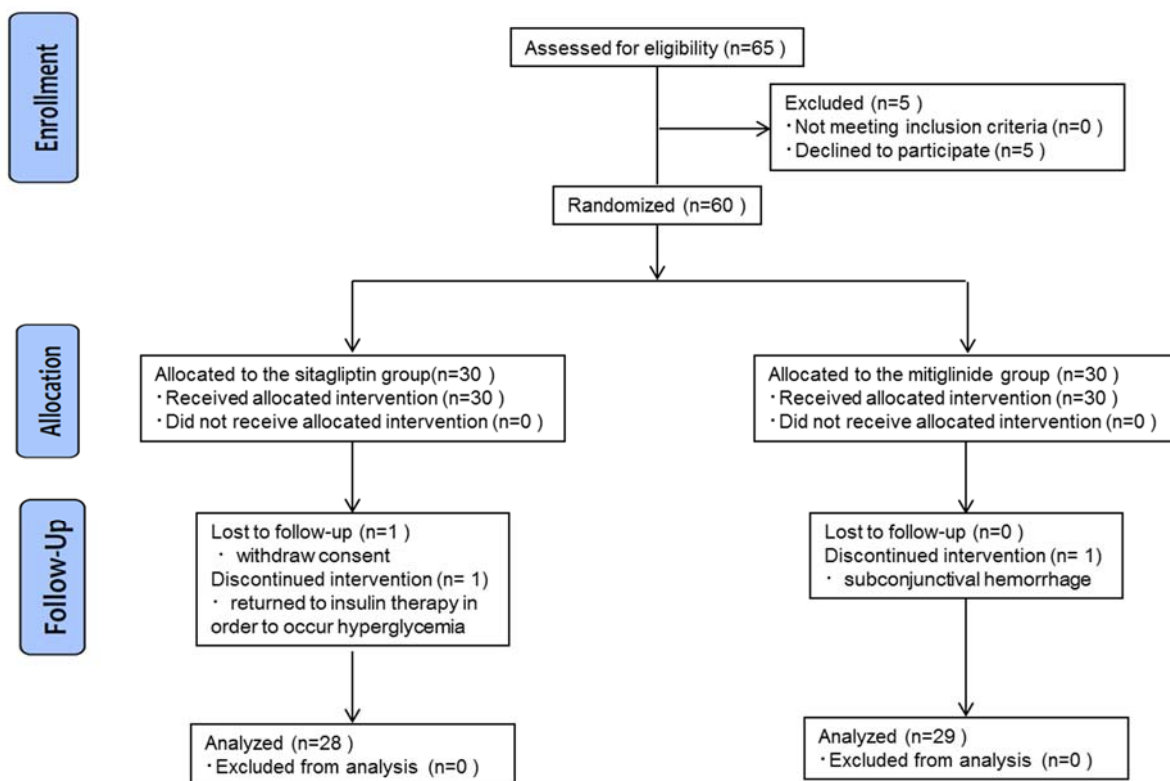 Enrollment
Assessed for eligibility (n=65)
Excluded (n=5 )
・Not meeting inclusion criteria (n=0 )
・Declined to participate (n=5 )
Randomized (n=60 )
Allocation
Allocated to the sitagliptin group(n=30 )
・Received allocated intervention (n=30 )
・Did not receive allocated intervention (n=0 )
Allocated to the mitiglinide group (n=30 )
・Received allocated intervention (n=30 )
・Did not receive allocated intervention (n=0 )
Follow-Up
Lost to follow-up (n=1 )
・ withdraw consent
Discontinued intervention (n= 1)
・ returned to insulin therapy in
order to occur hyperglycemia
Lost to follow-up (n=0 )
Discontinued intervention (n= 1)
・ subconjunctival hemorrhage
Analyzed (n=28 )
・Excluded from analysis (n=0 )
Analyzed (n=29 )
・Excluded from analysis (n=0 )